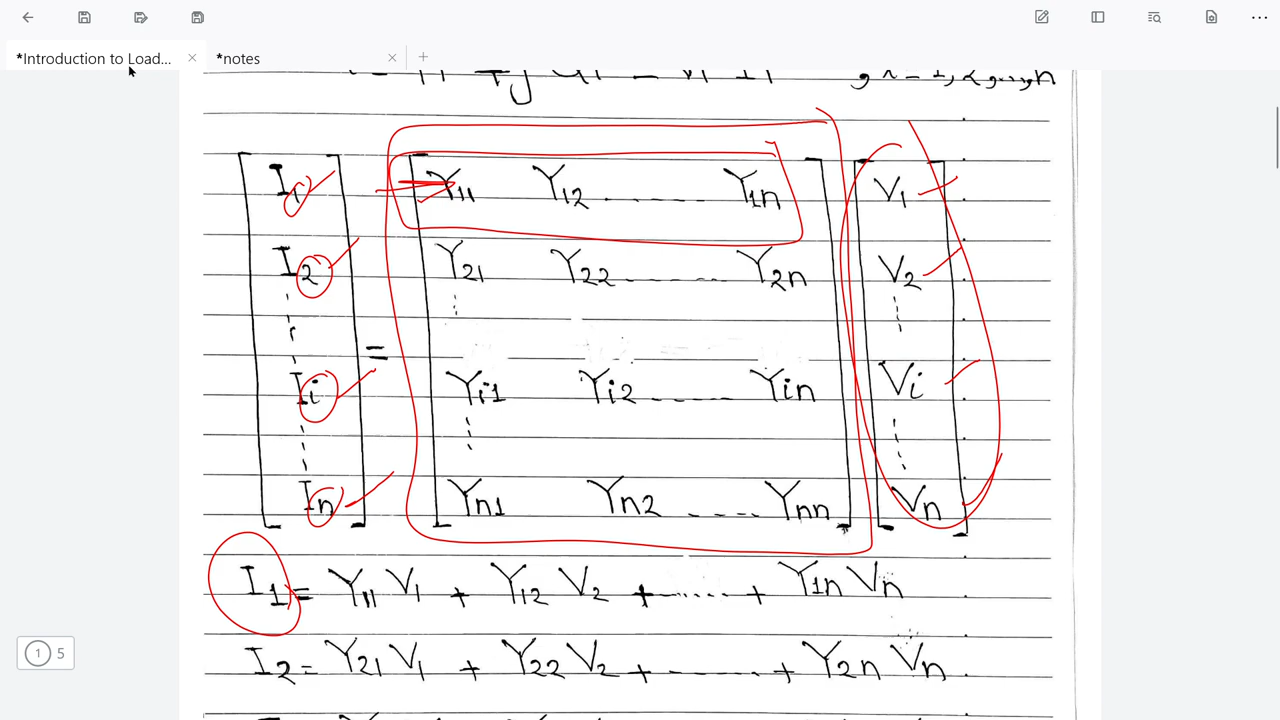 *Introduction to Load...
*notes
I1 Y11 Y12 ....... Y1n V1
I2 Y21 Y22 ....... Y2n V2
=
Ii Yi1 Yi2 ....... Yin Vi
In Yn1 Yn2 ....... Ynn Vn
I1 = Y11 V1 + Y12 V2 + ....... + Y1n Vn
I2 = Y21 V1 + Y22 V2 + ....... + Y2n Vn
1 5